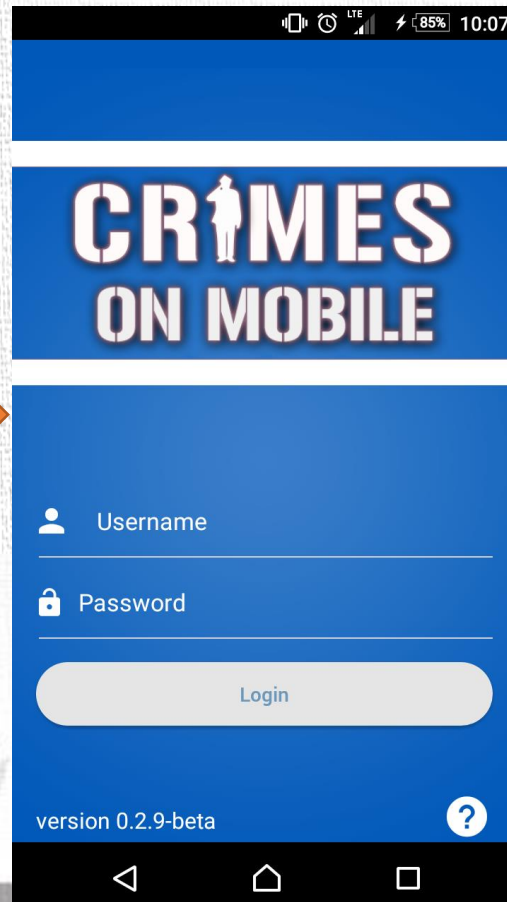 LTE 85% 10:07
CRIMES
ON MOBILE
Username
Password
Login
version 0.2.9-beta
?